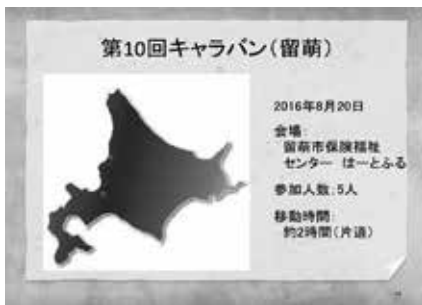 第10回キャラバン(留萌)
2016年8月20日
会場:
留萌市保険福祉
センター はーとふる
参加人数:5人
移動時間:
約2時間(片道)